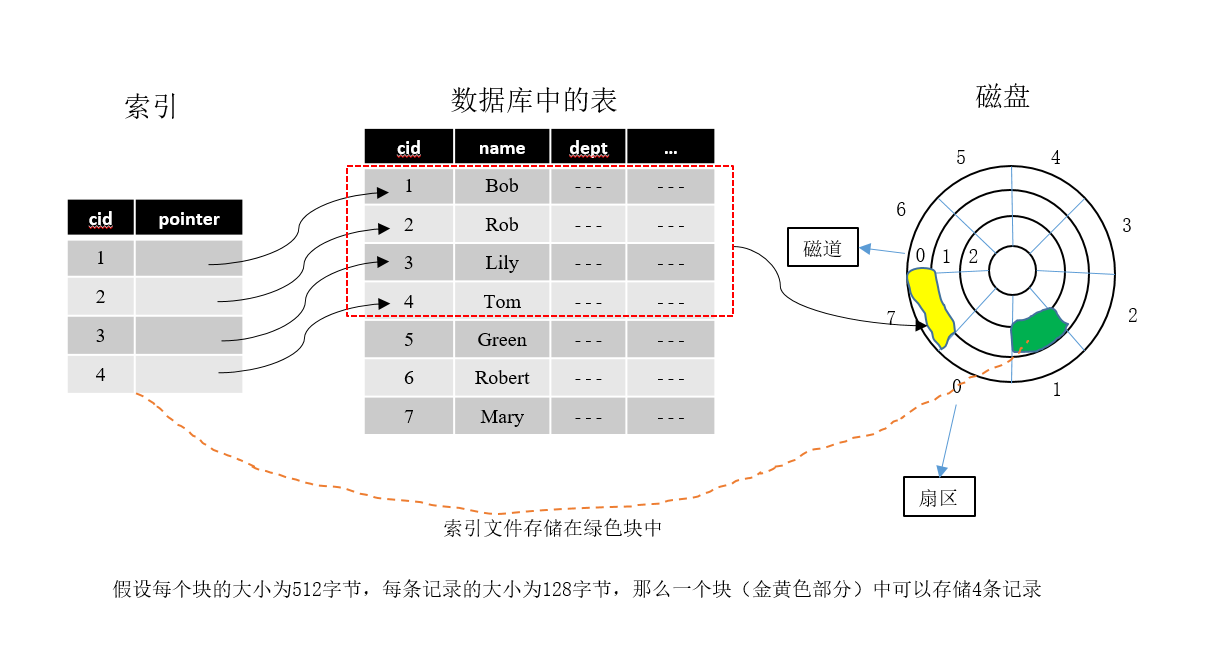 索引
数据库中的表
磁盘
cid name dept ...
1 Bob --- ---
2 Rob --- ---
3 Lily --- ---
4 Tom --- ---
5 Green --- ---
6 Robert --- ---
7 Mary --- ---
cid pointer
1
2
3
4
5 4
6 3
磁道
0 1 2
7 2
0 1
扇区
索引文件存储在绿色块中
假设每个块的大小为512字节，每条记录的大小为128字节，那么一个块（金黄色部分）中可以存储4条记录